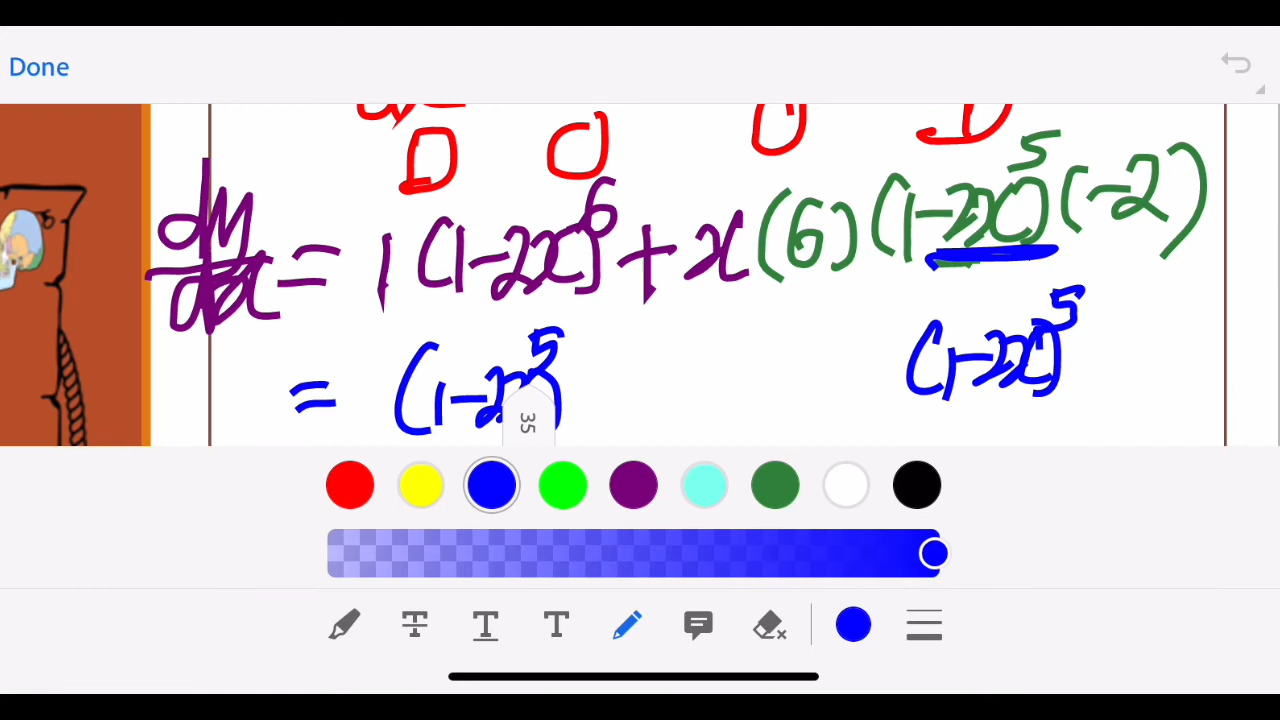 Done
dy/dx = 1(1-2x)^6 + x(6)(1-2x)^5(-2)
(1-2x)^5
= (1-2x)^5
35
T T T